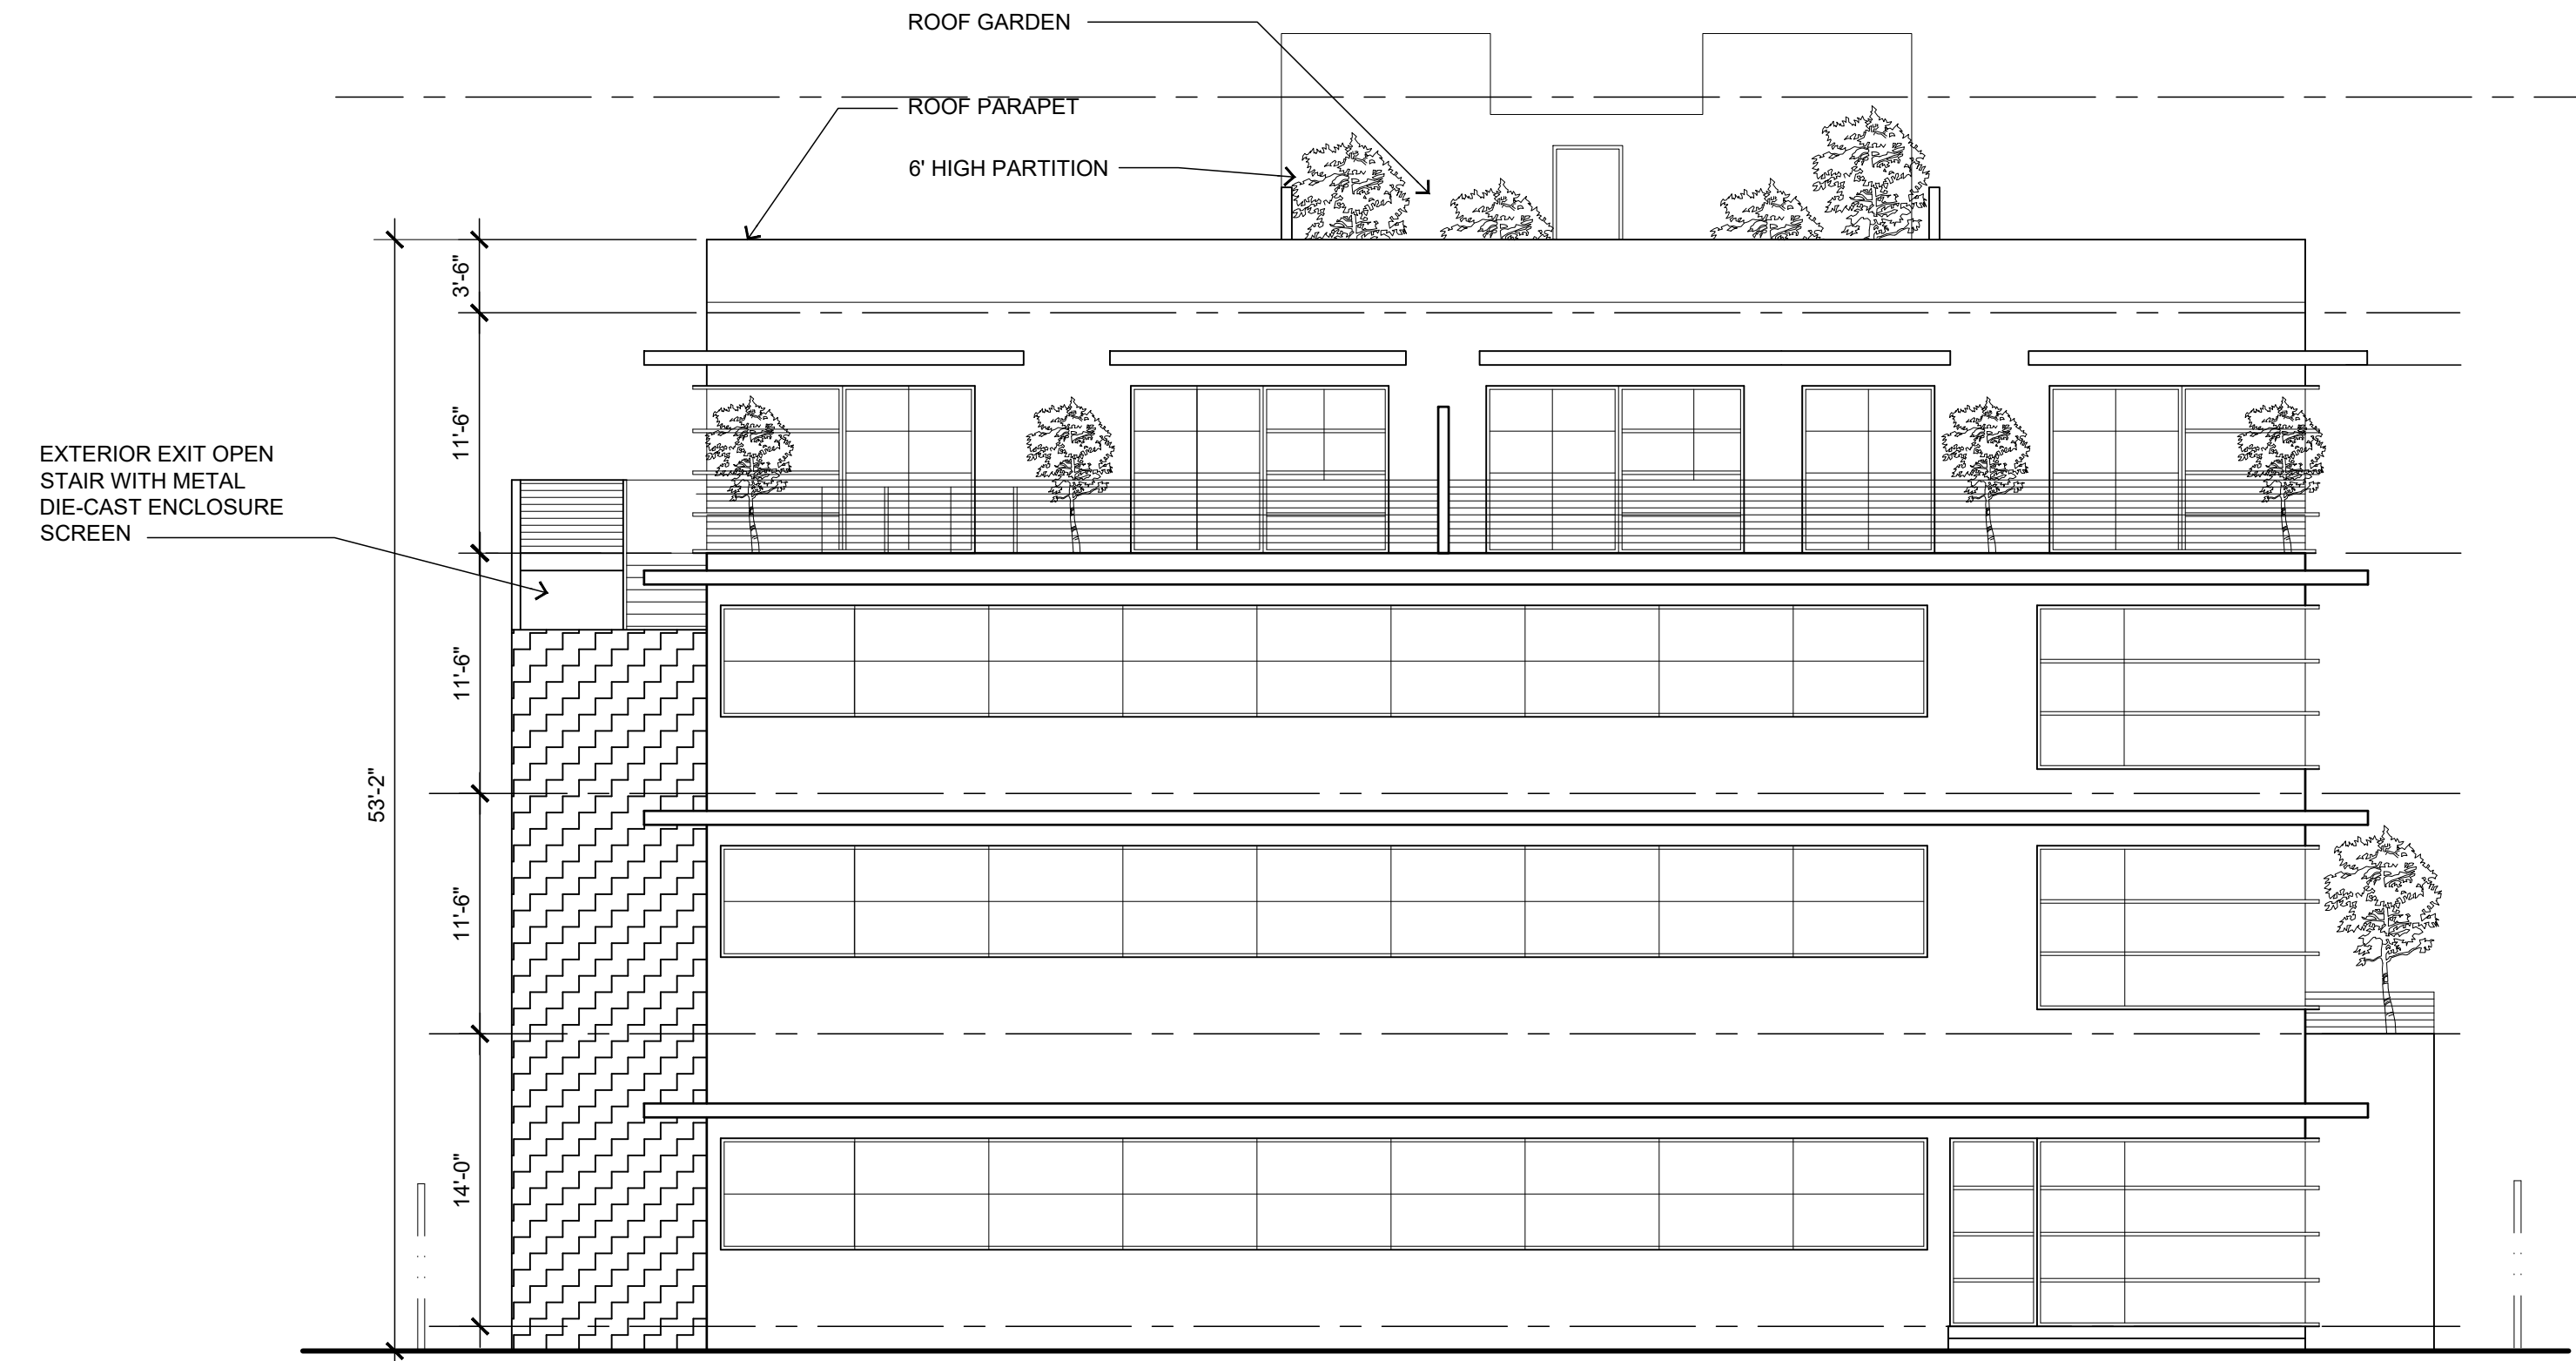 ROOF GARDEN
ROOF PARAPET
6' HIGH PARTITION
3'-6"
11'-6"
EXTERIOR EXIT OPEN
STAIR WITH METAL
DIE-CAST ENCLOSURE
SCREEN
11'-6"
53'-2"
11'-6"
14'-0"